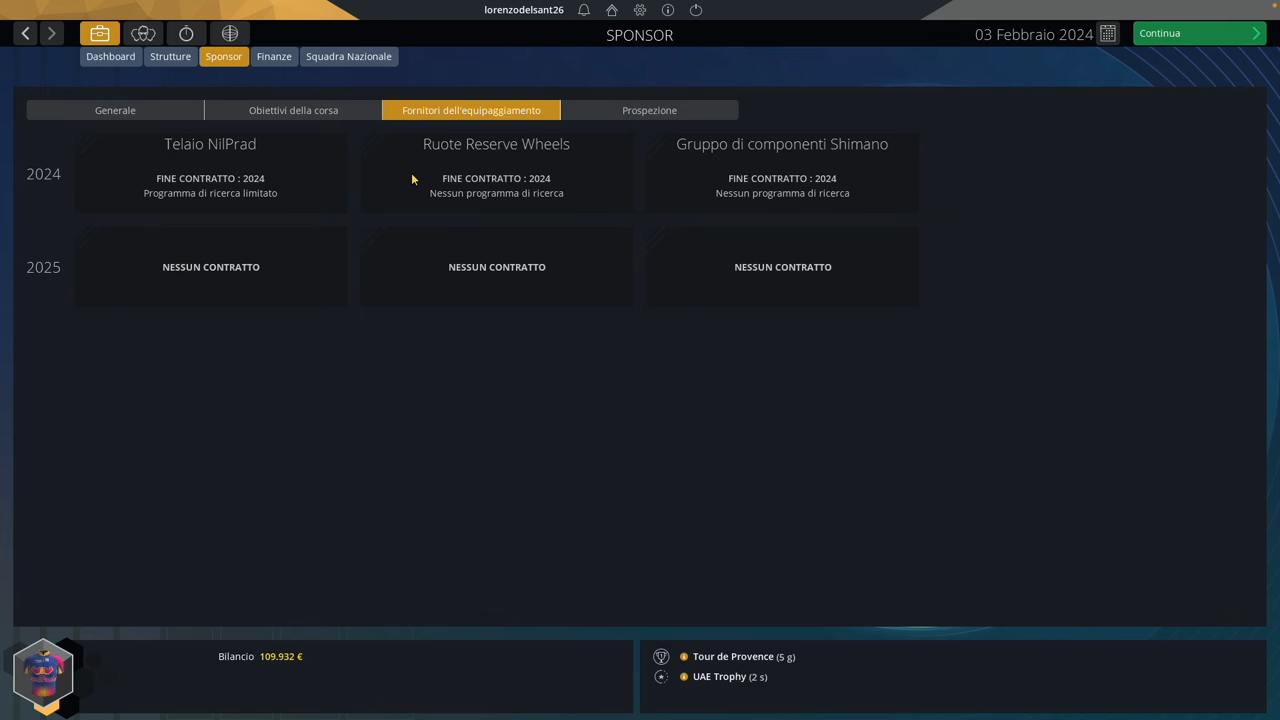 lorenzodelsant26
SPONSOR
03 Febbraio 2024
Continua
Dashboard
Strutture
Sponsor
Finanze
Squadra Nazionale
Generale
Obiettivi della corsa
Fornitori dell'equipaggiamento
Prospezione
2024
Telaio NilPrad
FINE CONTRATTO : 2024
Programma di ricerca limitato
Ruote Reserve Wheels
FINE CONTRATTO : 2024
Nessun programma di ricerca
Gruppo di componenti Shimano
FINE CONTRATTO : 2024
Nessun programma di ricerca
2025
NESSUN CONTRATTO
NESSUN CONTRATTO
NESSUN CONTRATTO
Bilancio 109.932 €
Tour de Provence (5 g)
UAE Trophy (2 s)